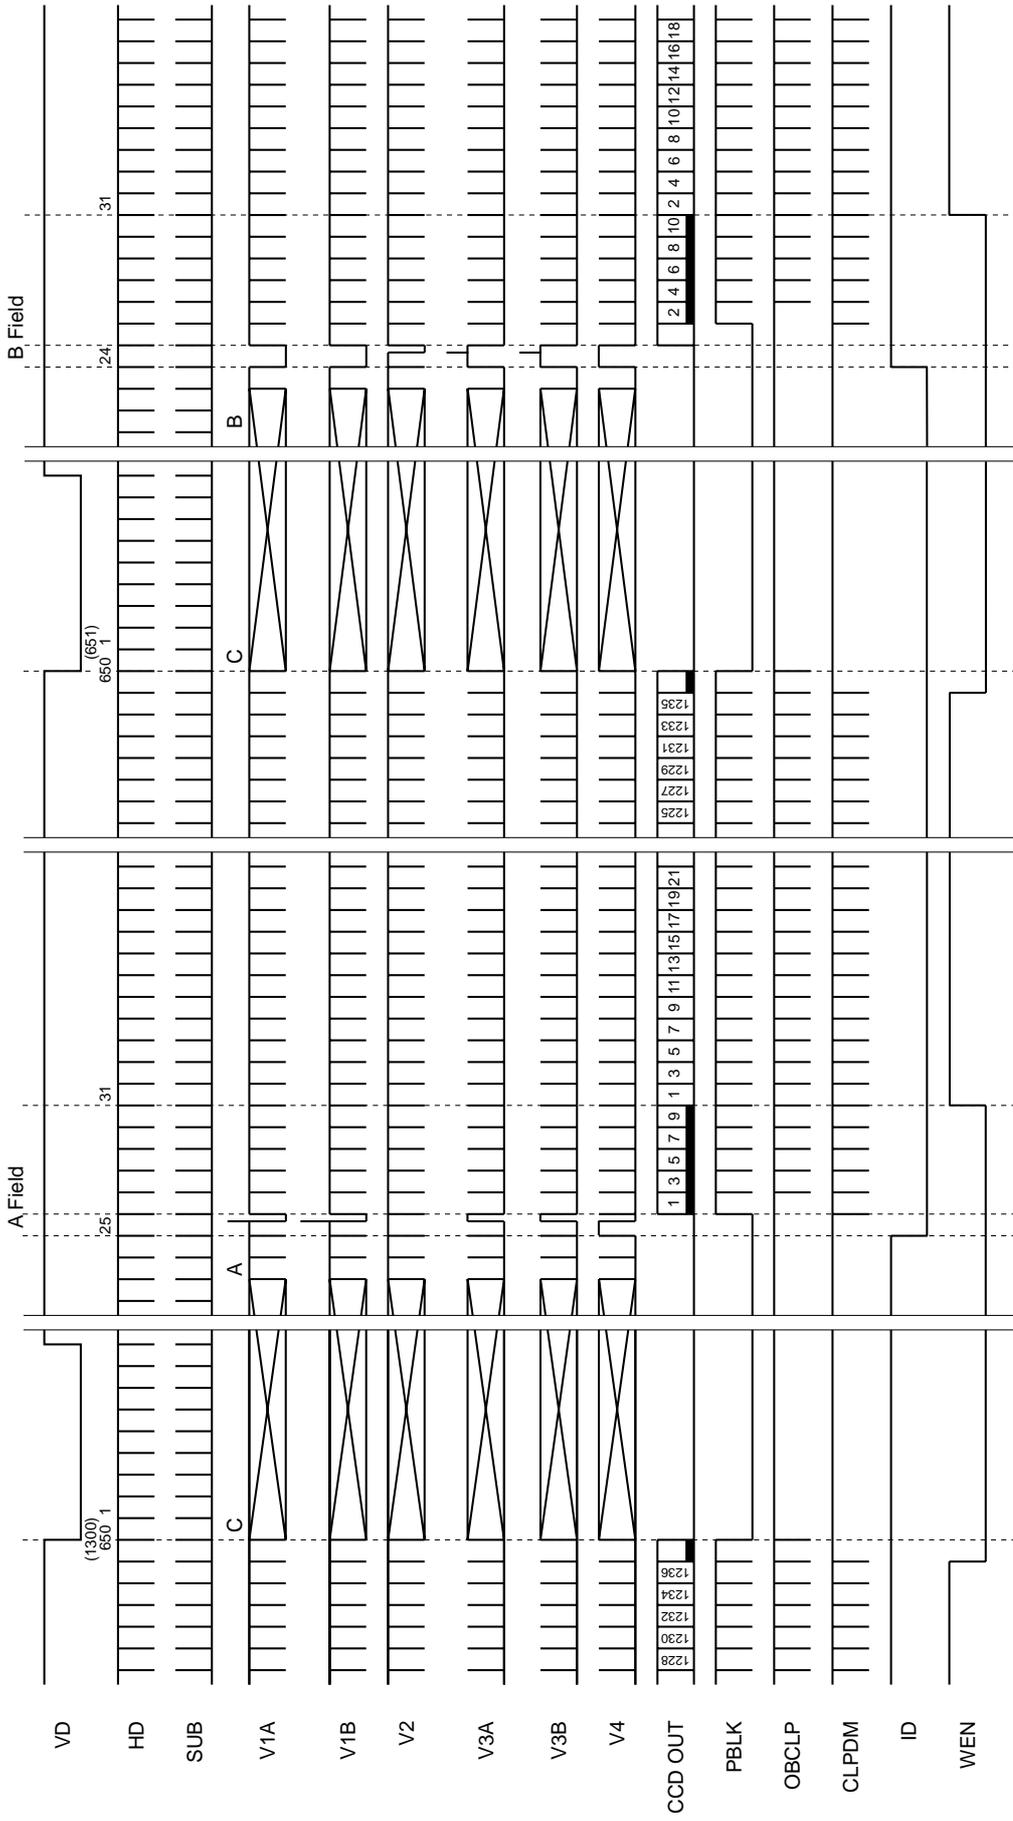 A Field B Field
VD
(1300) (651)
650 1 25 31 650 1 24 31
HD
SUB
C A C B
V1A
V1B
V2
V3A
V3B
V4
CCD OUT 1228 1230 1232 1234 1236 1 3 5 7 9 1 3 5 7 9 11 13 15 17 19 21 1225 1227 1229 1231 1233 1235 2 4 6 8 10 2 4 6 8 10 12 14 16 18
PBLK
OBCLP
CLPDM
ID
WEN